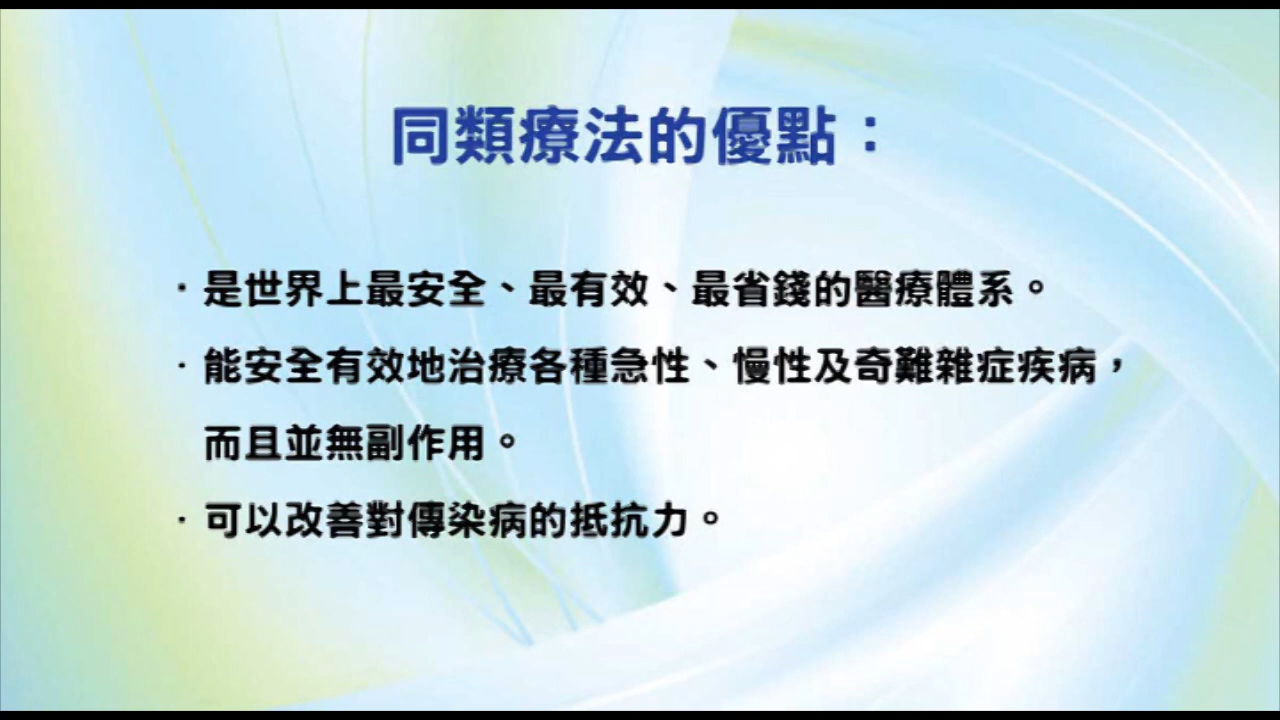 同類療法的優點：
·是世界上最安全、最有效、最省錢的醫療體系。
·能安全有效地治療各種急性、慢性及奇難雜症疾病，
而且並無副作用。
·可以改善對傳染病的抵抗力。